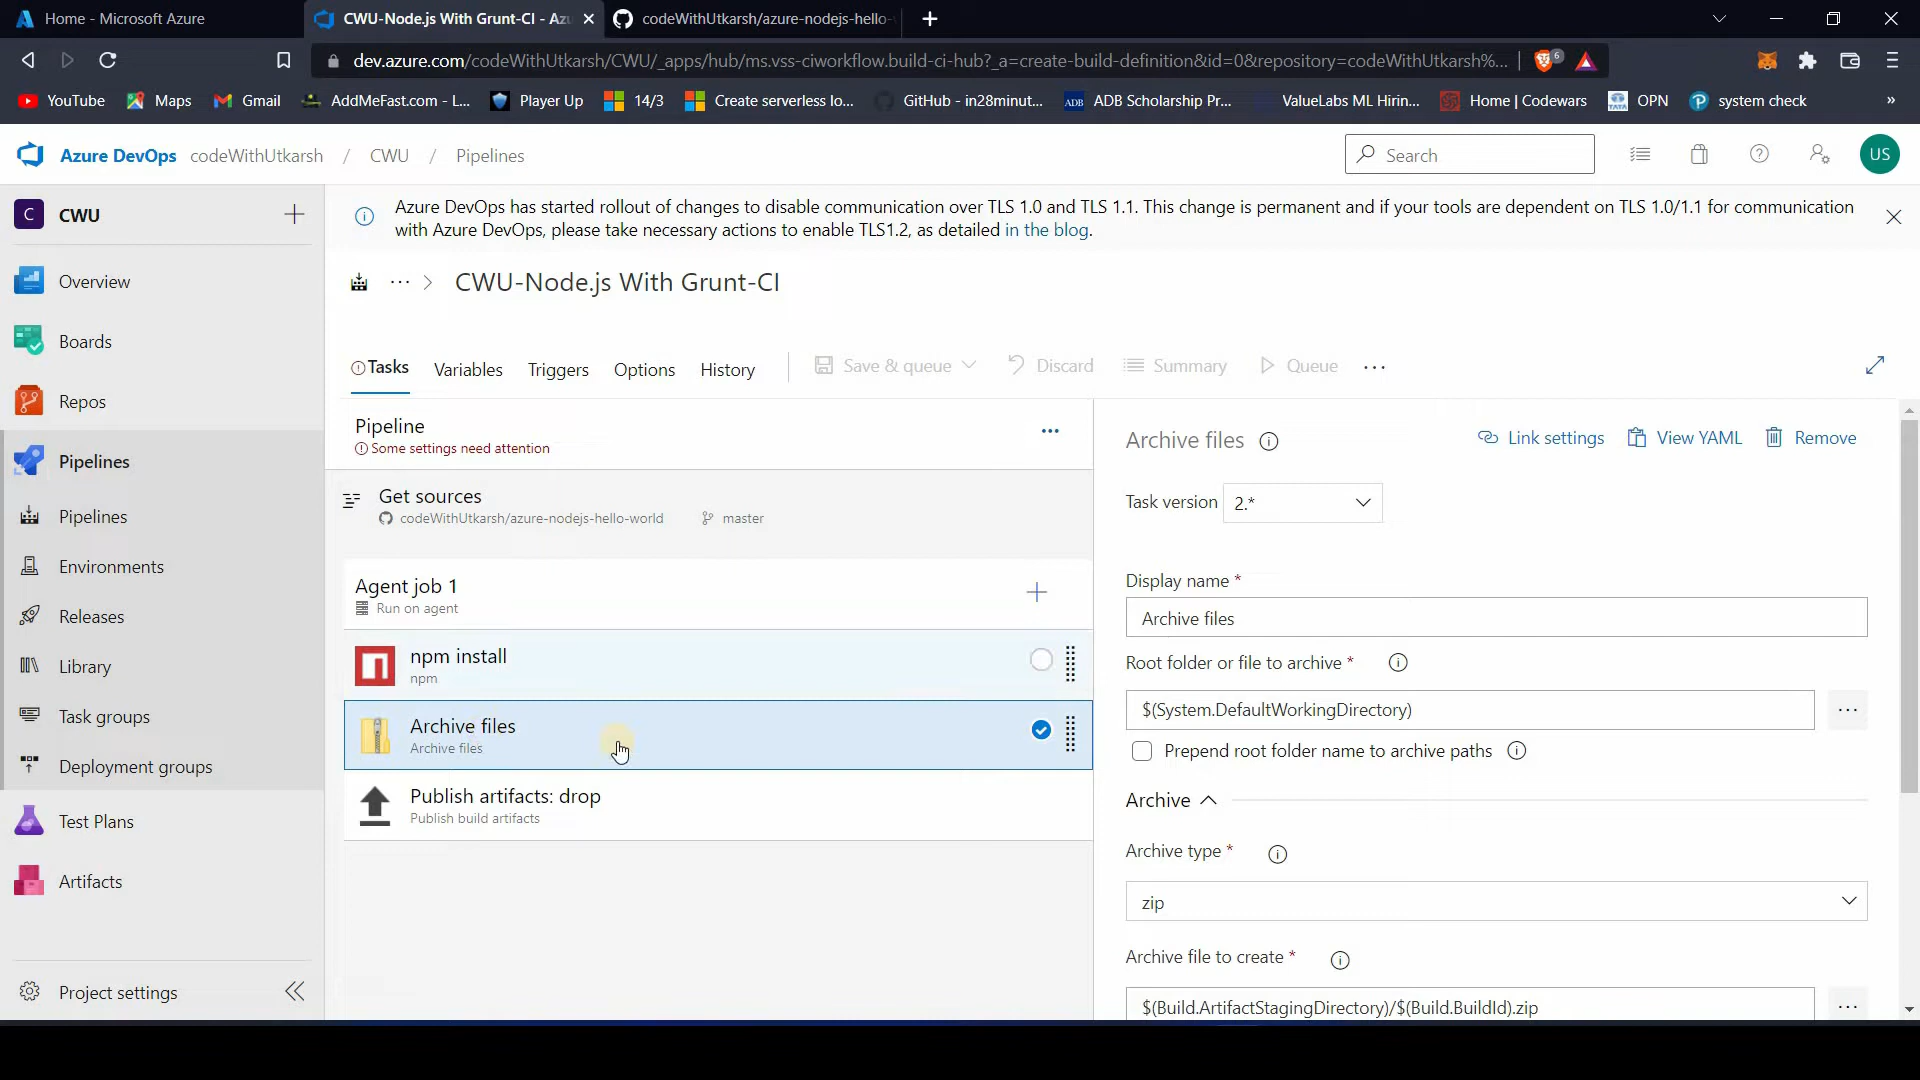 Home - Microsoft Azure
CWU-Node.js With Grunt-CI - Az
codeWithUtkarsh/azure-nodejs-hello-
dev.azure.com/codeWithUtkarsh/CWU/_apps/hub/ms.vss-ciworkflow.build-ci-hub?_a=create-build-definition&id=0&repository=codeWithUtkarsh%...
6
YouTube
Maps
Gmail
AddMeFast.com - L...
Player Up
14/3
Create serverless lo...
GitHub - in28minut...
ADB
ADB Scholarship Pr...
ValueLabs ML Hirin...
Home | Codewars
TATA
OPN
system check
»
Azure DevOps
codeWithUtkarsh / CWU / Pipelines
Search
US
C
CWU
Overview
Boards
Repos
Pipelines
Pipelines
Environments
Releases
Library
Task groups
Deployment groups
Test Plans
Artifacts
Project settings
Azure DevOps has started rollout of changes to disable communication over TLS 1.0 and TLS 1.1. This change is permanent and if your tools are dependent on TLS 1.0/1.1 for communication
with Azure DevOps, please take necessary actions to enable TLS1.2, as detailed in the blog.
... > CWU-Node.js With Grunt-CI
Tasks
Variables
Triggers
Options
History
Save & queue
Discard
Summary
Queue
...
Pipeline
...
Some settings need attention
Get sources
codeWithUtkarsh/azure-nodejs-hello-world
master
Agent job 1
Run on agent
npm install
npm
Archive files
Archive files
Publish artifacts: drop
Publish build artifacts
Archive files
Link settings
View YAML
Remove
Task version
2.*
Display name *
Archive files
Root folder or file to archive *
$(System.DefaultWorkingDirectory)
...
Prepend root folder name to archive paths
Archive
Archive type *
zip
Archive file to create *
$(Build.ArtifactStagingDirectory)/$(Build.BuildId).zip
...